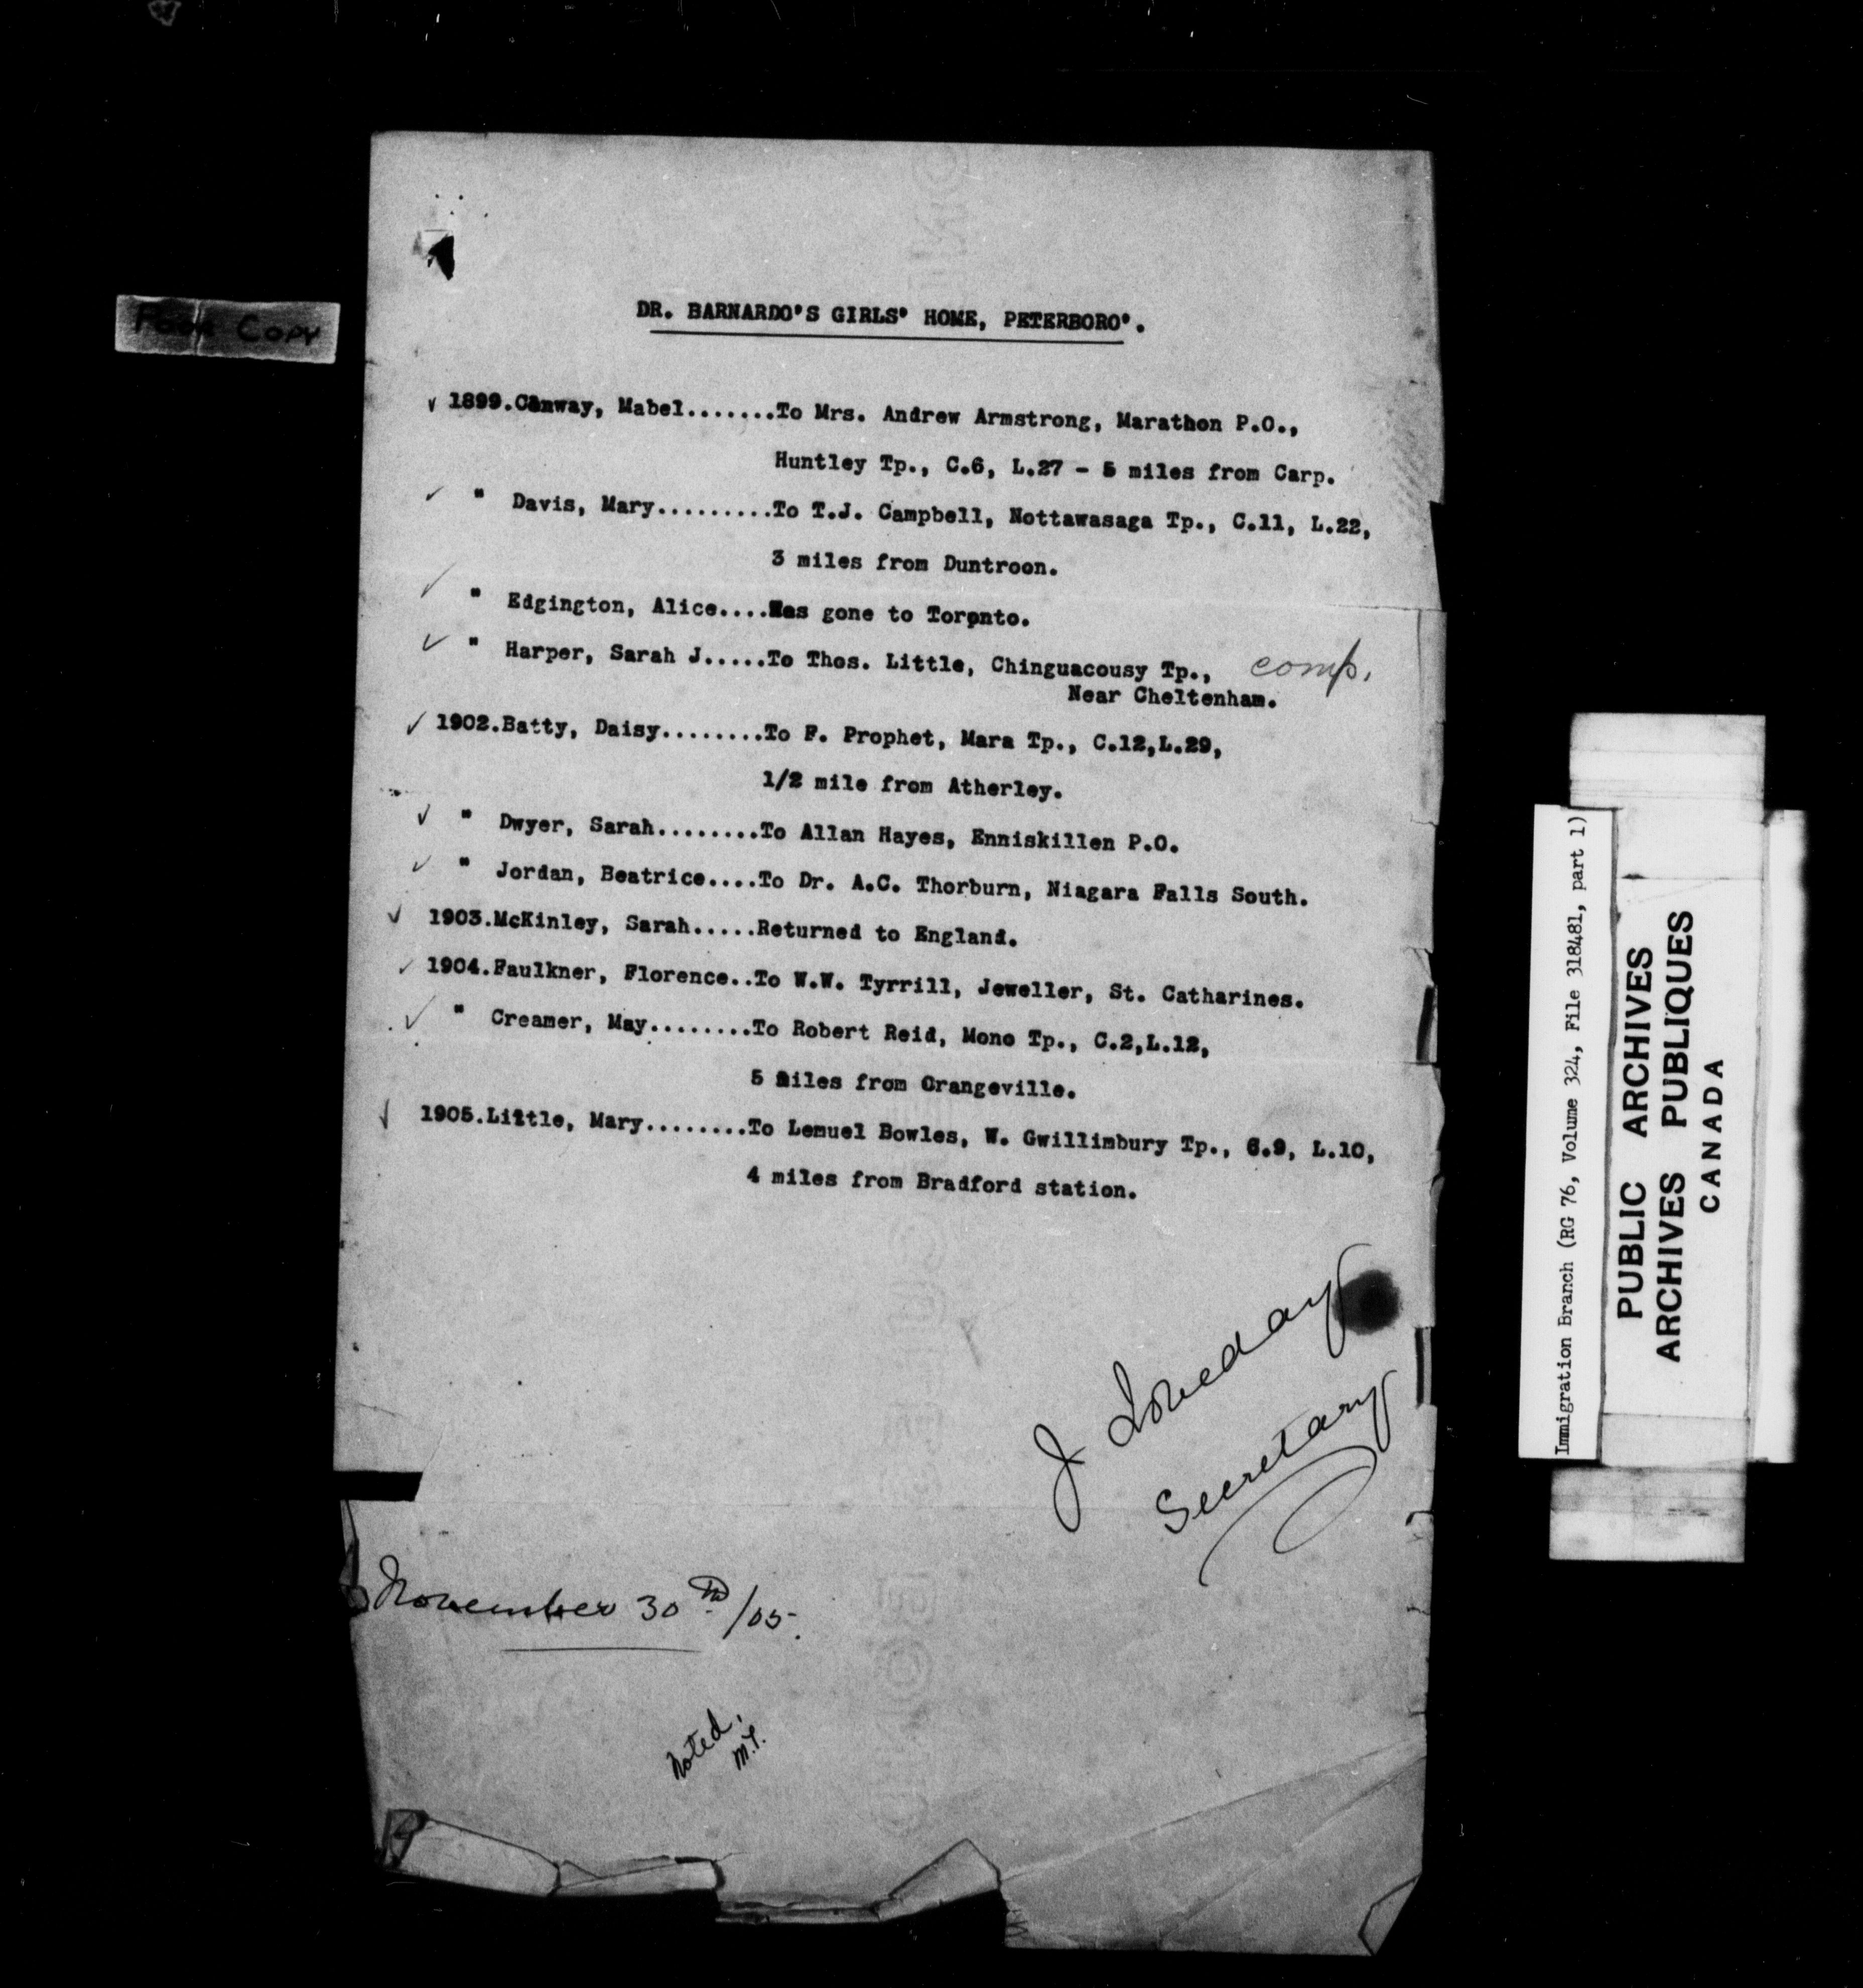 Poor Copy
DR. BARNARDO'S GIRLS' HOME, PETERBORO'.
✓ 1899.Conway, Mabel.......To Mrs. Andrew Armstrong, Marathon P.O.,
Huntley Tp., C.6, L.27 - 5 miles from Carp.
✓ " Davis, Mary.........To T.J. Campbell, Nottawasaga Tp., C.11, L.22,
3 miles from Duntroon.
✓ " Edgington, Alice....Has gone to Toronto.
✓ " Harper, Sarah J.....To Thos. Little, Chinguacousy Tp., comp.
Near Cheltenham.
✓ 1902.Batty, Daisy........To F. Prophet, Mara Tp., C.12,L.29,
1/2 mile from Atherley.
✓ " Dwyer, Sarah........To Allan Hayes, Enniskillen P.O.
✓ " Jordan, Beatrice....To Dr. A.C. Thorburn, Niagara Falls South.
✓ 1903.McKinley, Sarah.....Returned to England.
✓ 1904.Faulkner, Florence..To W.W. Tyrrill, Jeweller, St. Catharines.
✓ " Creamer, May........To Robert Reid, Mono Tp., C.2,L.12,
5 miles from Orangeville.
✓ 1905.Little, Mary........To Lemuel Bowles, W. Gwillimbury Tp., C.9, L.10,
4 miles from Bradford station.
J Loveday
Secretary
November 30th/05.
Noted,
M.Y.
Immigration Branch (RG 76, Volume 324, File 318481, part 1)
PUBLIC ARCHIVES
ARCHIVES PUBLIQUES
CANADA